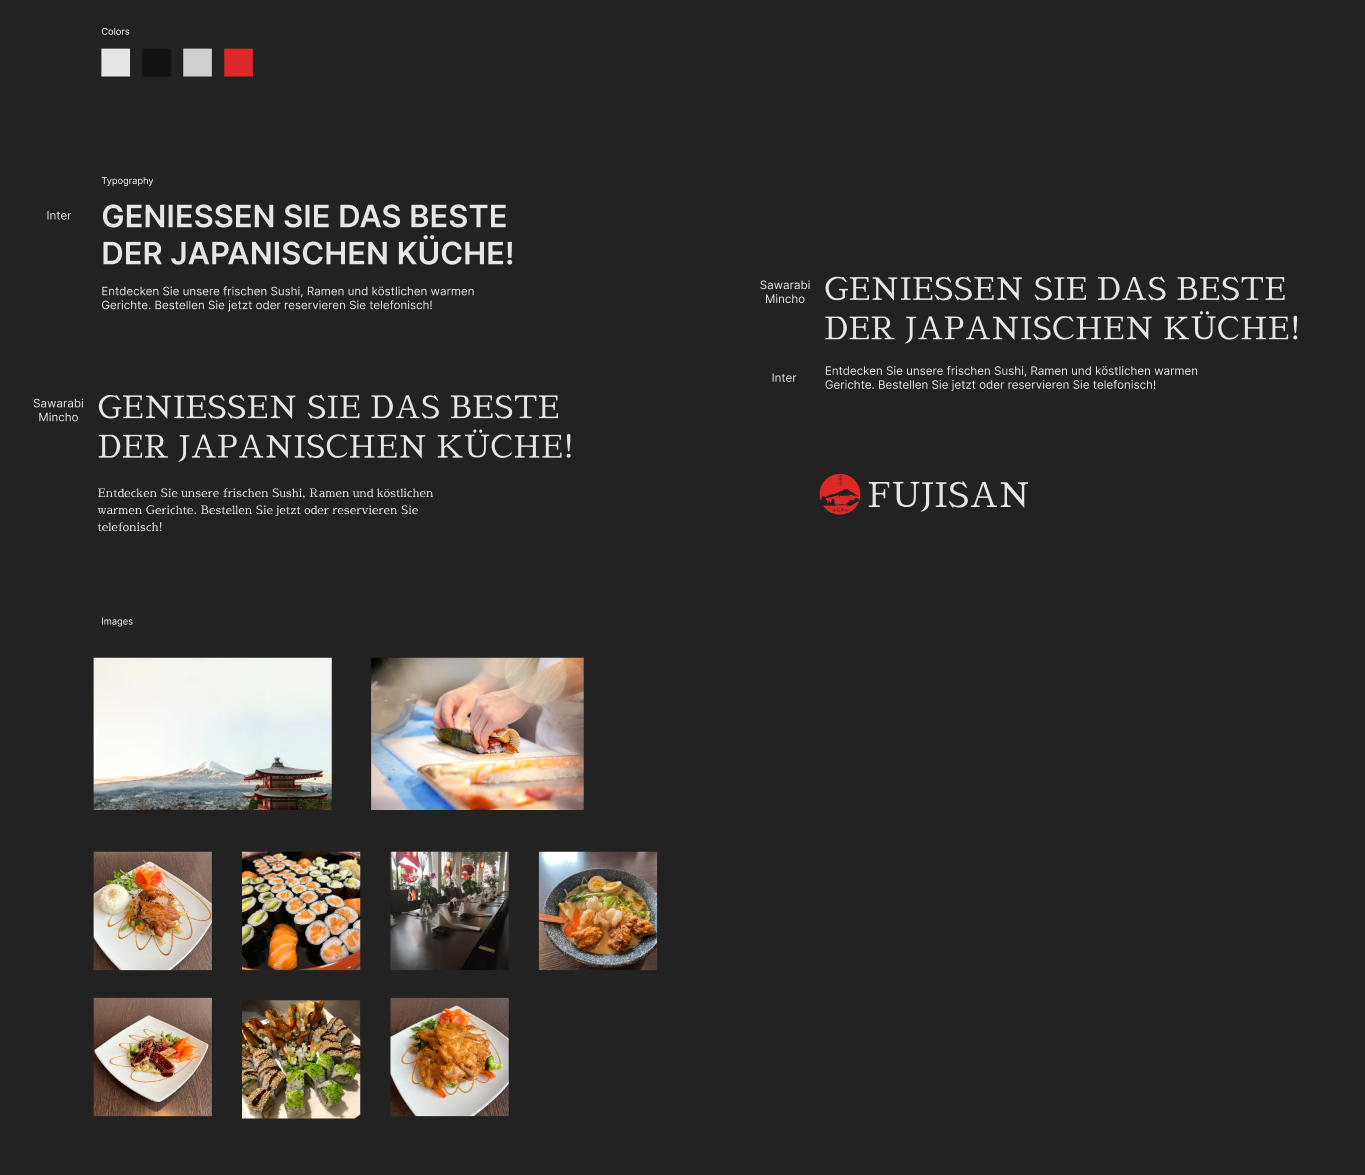 Colors
Typography
Inter
GENIESSEN SIE DAS BESTE
DER JAPANISCHEN KÜCHE!
Entdecken Sie unsere frischen Sushi, Ramen und köstlichen warmen
Gerichte. Bestellen Sie jetzt oder reservieren Sie telefonisch!
Sawarabi
Mincho
GENIESSEN SIE DAS BESTE
DER JAPANISCHEN KÜCHE!
Entdecken Sie unsere frischen Sushi, Ramen und köstlichen
warmen Gerichte. Bestellen Sie jetzt oder reservieren Sie
telefonisch!
Sawarabi
Mincho
GENIESSEN SIE DAS BESTE
DER JAPANISCHEN KÜCHE!
Inter
Entdecken Sie unsere frischen Sushi, Ramen und köstlichen warmen
Gerichte. Bestellen Sie jetzt oder reservieren Sie telefonisch!
FUJISAN
Images